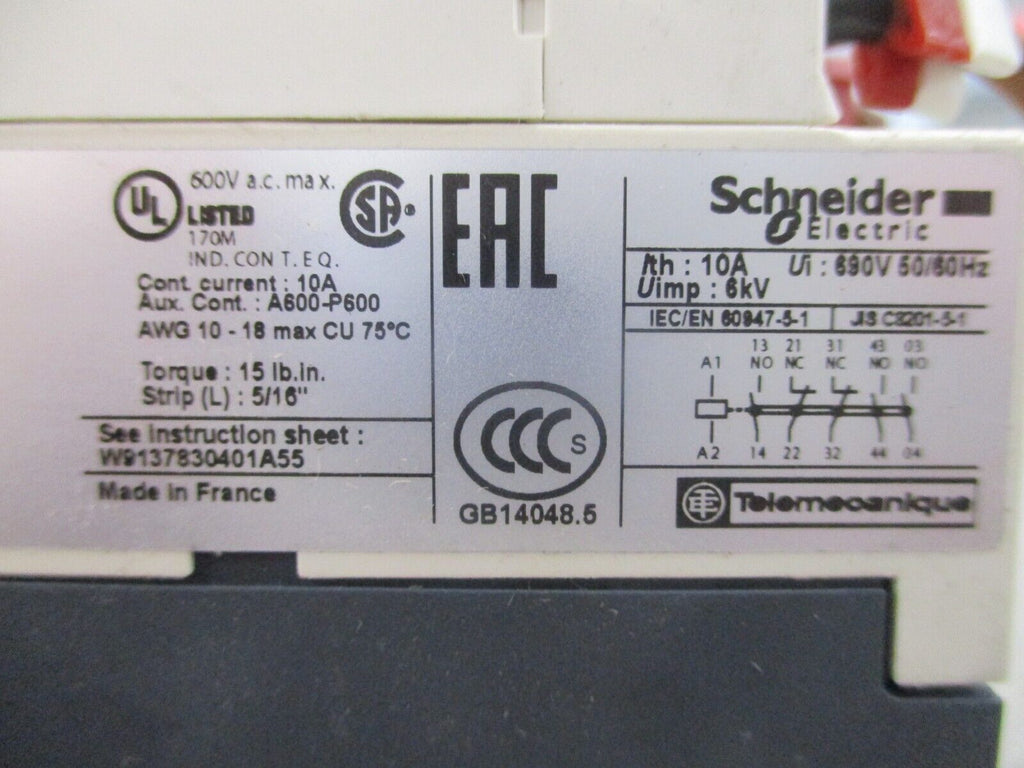 UL
600V a.c. max.
LISTED
170M
IND. CONT. EQ.
SA
Cont. current : 10A
Aux. Cont. : A600-P600
AWG 10 - 18 max CU 75°C
Torque : 15 lb.in.
Strip (L) : 5/16"
See instruction sheet :
W9137830401A55
Made in France
EAC
CCC S
GB14048.5
Schneider
Electric
Ith : 10A Ui : 690V 50/60Hz
Uimp : 6kV
IEC/EN 60947-5-1 JIS C8201-5-1
13 21 31 43 03
A1 NO NC NC NO NO
A2 14 22 32 44 04
TE Telemecanique